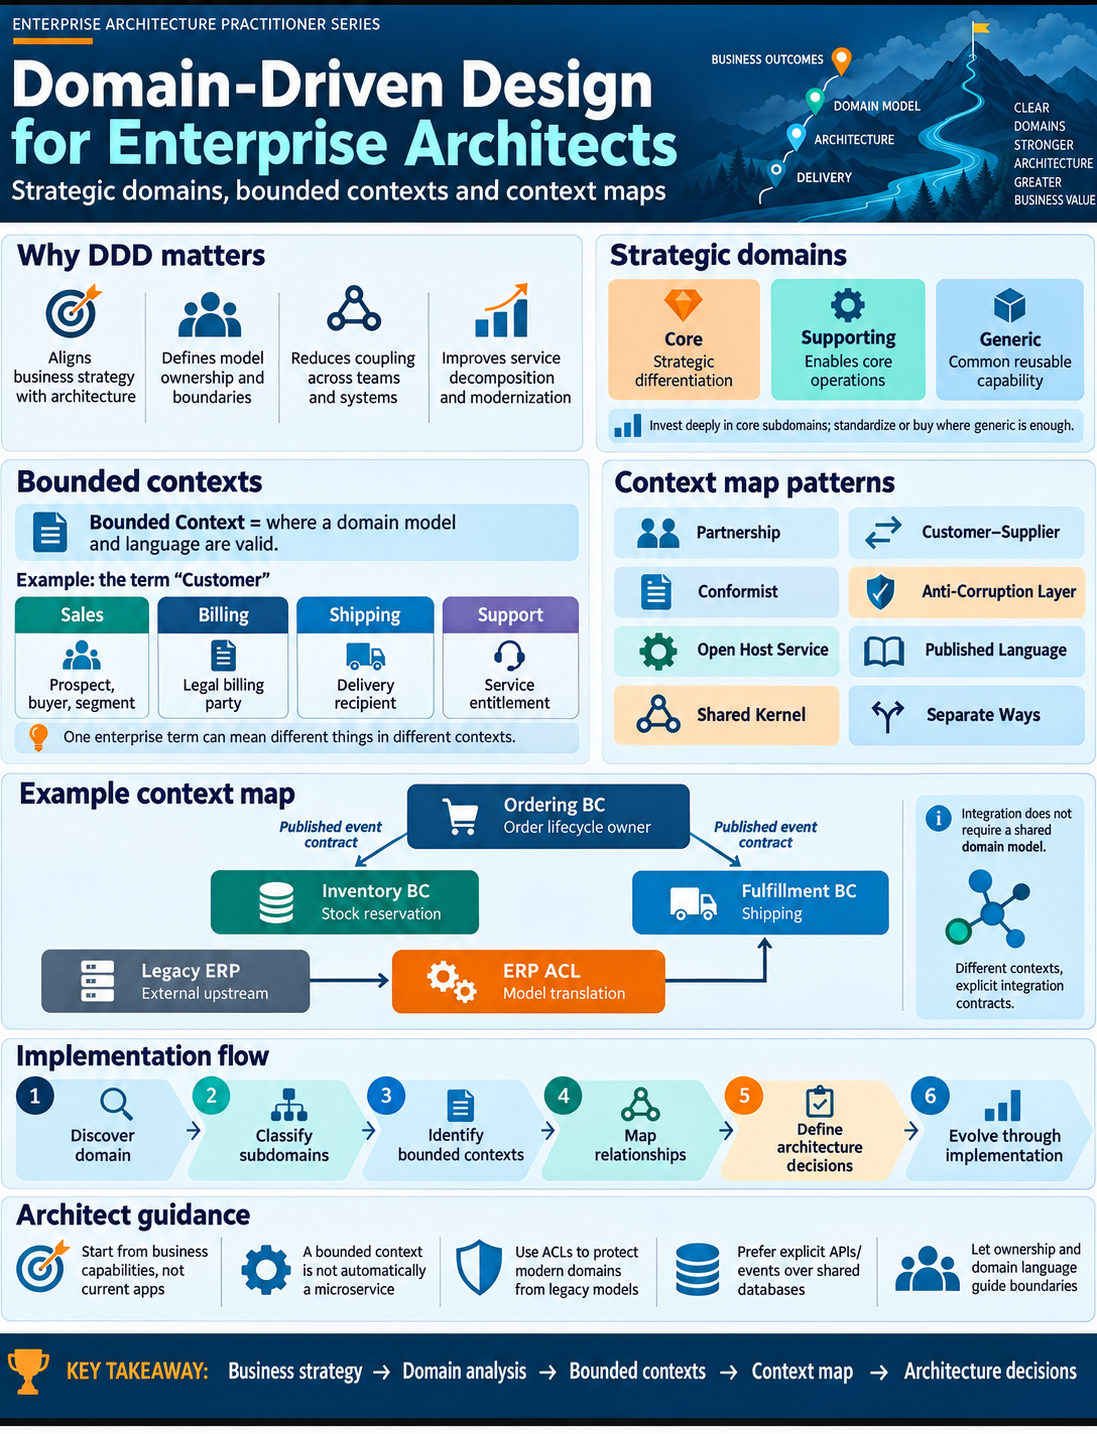 ENTERPRISE ARCHITECTURE PRACTITIONER SERIES
Domain-Driven Design
for Enterprise Architects
Strategic domains, bounded contexts and context maps
BUSINESS OUTCOMES
DOMAIN MODEL
ARCHITECTURE
DELIVERY
CLEAR
DOMAINS
STRONGER
ARCHITECTURE
GREATER
BUSINESS VALUE
Why DDD matters
Aligns
business strategy
with architecture
Defines model
ownership and
boundaries
Reduces coupling
across teams
and systems
Improves service
decomposition
and modernization
Strategic domains
Core
Strategic
differentiation
Supporting
Enables core
operations
Generic
Common reusable
capability
Invest deeply in core subdomains; standardize or buy where generic is enough.
Bounded contexts
Bounded Context = where a domain model
and language are valid.
Example: the term “Customer”
Sales
Prospect,
buyer, segment
Billing
Legal billing
party
Shipping
Delivery
recipient
Support
Service
entitlement
One enterprise term can mean different things in different contexts.
Context map patterns
Partnership
Customer–Supplier
Conformist
Anti-Corruption Layer
Open Host Service
Published Language
Shared Kernel
Separate Ways
Example context map
Ordering BC
Order lifecycle owner
Published event
contract
Published event
contract
Inventory BC
Stock reservation
Fulfillment BC
Shipping
Legacy ERP
External upstream
ERP ACL
Model translation
i
Integration does not
require a shared
domain model.
Different contexts,
explicit integration
contracts.
Implementation flow
1
Discover
domain
2
Classify
subdomains
3
Identify
bounded contexts
4
Map
relationships
5
Define
architecture
decisions
6
Evolve through
implementation
Architect guidance
Start from business
capabilities, not
current apps
A bounded context
is not automatically
a microservice
Use ACLs to protect
modern domains
from legacy models
Prefer explicit APIs/
events over shared
databases
Let ownership and
domain language
guide boundaries
KEY TAKEAWAY: Business strategy → Domain analysis → Bounded contexts → Context map → Architecture decisions